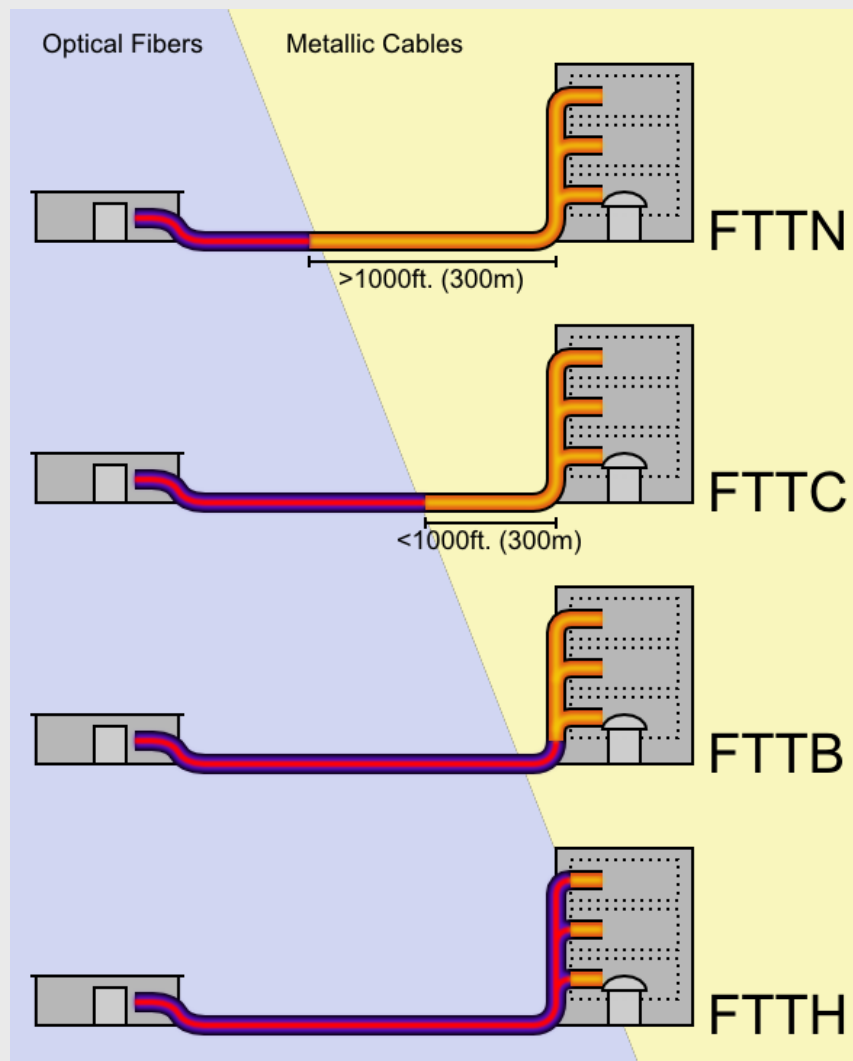 Optical Fibers
Metallic Cables
FTTN
>1000ft. (300m)
FTTC
<1000ft. (300m)
FTTB
FTTH